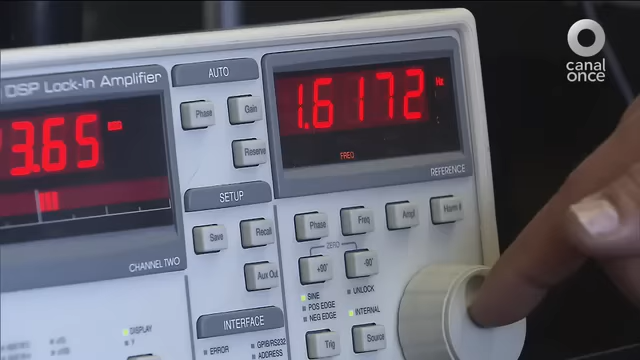 canal
once
DSP Lock-In Amplifier
AUTO
Phase
Gain
Reserve
1.6172
Hz
FREQ
REFERENCE
3.65
SETUP
Save
Recall
Aux Out
CHANNEL TWO
Phase
Freq
Ampl
Harm #
ZERO
+90°
-90°
SINE
POS EDGE
NEG EDGE
UNLOCK
INTERNAL
Trig
Source
INTERFACE
ERROR
GPIB/RS232
ADDRESS
DISPLAY
Y